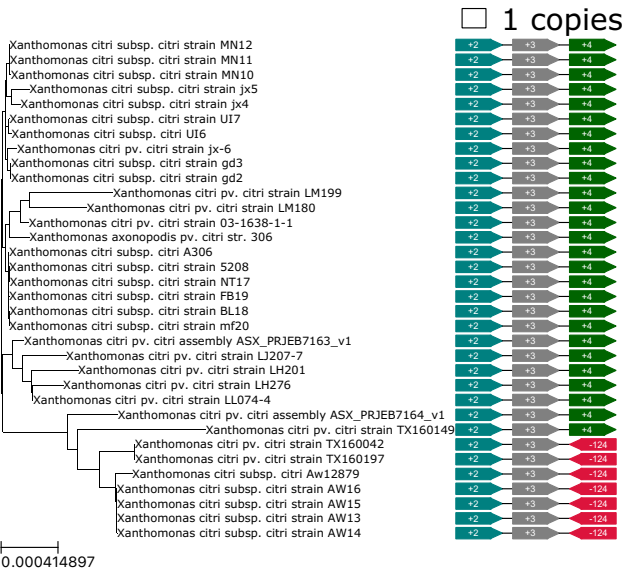 1 copies
Xanthomonas citri subsp. citri strain MN12 +2 +3 +4
Xanthomonas citri subsp. citri strain MN11 +2 +3 +4
Xanthomonas citri subsp. citri strain MN10 +2 +3 +4
Xanthomonas citri subsp. citri strain jx5 +2 +3 +4
Xanthomonas citri subsp. citri strain jx4 +2 +3 +4
Xanthomonas citri subsp. citri strain UI7 +2 +3 +4
Xanthomonas citri subsp. citri UI6 +2 +3 +4
Xanthomonas citri pv. citri strain jx-6 +2 +3 +4
Xanthomonas citri subsp. citri strain gd3 +2 +3 +4
Xanthomonas citri subsp. citri strain gd2 +2 +3 +4
Xanthomonas citri pv. citri strain LM199 +2 +3 +4
Xanthomonas citri pv. citri strain LM180 +2 +3 +4
Xanthomonas citri pv. citri strain 03-1638-1-1 +2 +3 +4
Xanthomonas axonopodis pv. citri str. 306 +2 +3 +4
Xanthomonas citri subsp. citri A306 +2 +3 +4
Xanthomonas citri subsp. citri strain 5208 +2 +3 +4
Xanthomonas citri subsp. citri strain NT17 +2 +3 +4
Xanthomonas citri subsp. citri strain FB19 +2 +3 +4
Xanthomonas citri subsp. citri strain BL18 +2 +3 +4
Xanthomonas citri subsp. citri strain mf20 +2 +3 +4
Xanthomonas citri pv. citri assembly ASX_PRJEB7163_v1 +2 +3 +4
Xanthomonas citri pv. citri strain LJ207-7 +2 +3 +4
Xanthomonas citri pv. citri strain LH201 +2 +3 +4
Xanthomonas citri pv. citri strain LH276 +2 +3 +4
Xanthomonas citri pv. citri strain LL074-4 +2 +3 +4
Xanthomonas citri pv. citri assembly ASX_PRJEB7164_v1 +2 +3 +4
Xanthomonas citri pv. citri strain TX160149 +2 +3 +4
Xanthomonas citri pv. citri strain TX160042 +2 +3 -124
Xanthomonas citri pv. citri strain TX160197 +2 +3 -124
Xanthomonas citri subsp. citri Aw12879 +2 +3 -124
Xanthomonas citri subsp. citri strain AW16 +2 +3 -124
Xanthomonas citri subsp. citri strain AW15 +2 +3 -124
Xanthomonas citri subsp. citri strain AW13 +2 +3 -124
Xanthomonas citri subsp. citri strain AW14 +2 +3 -124
0.000414897